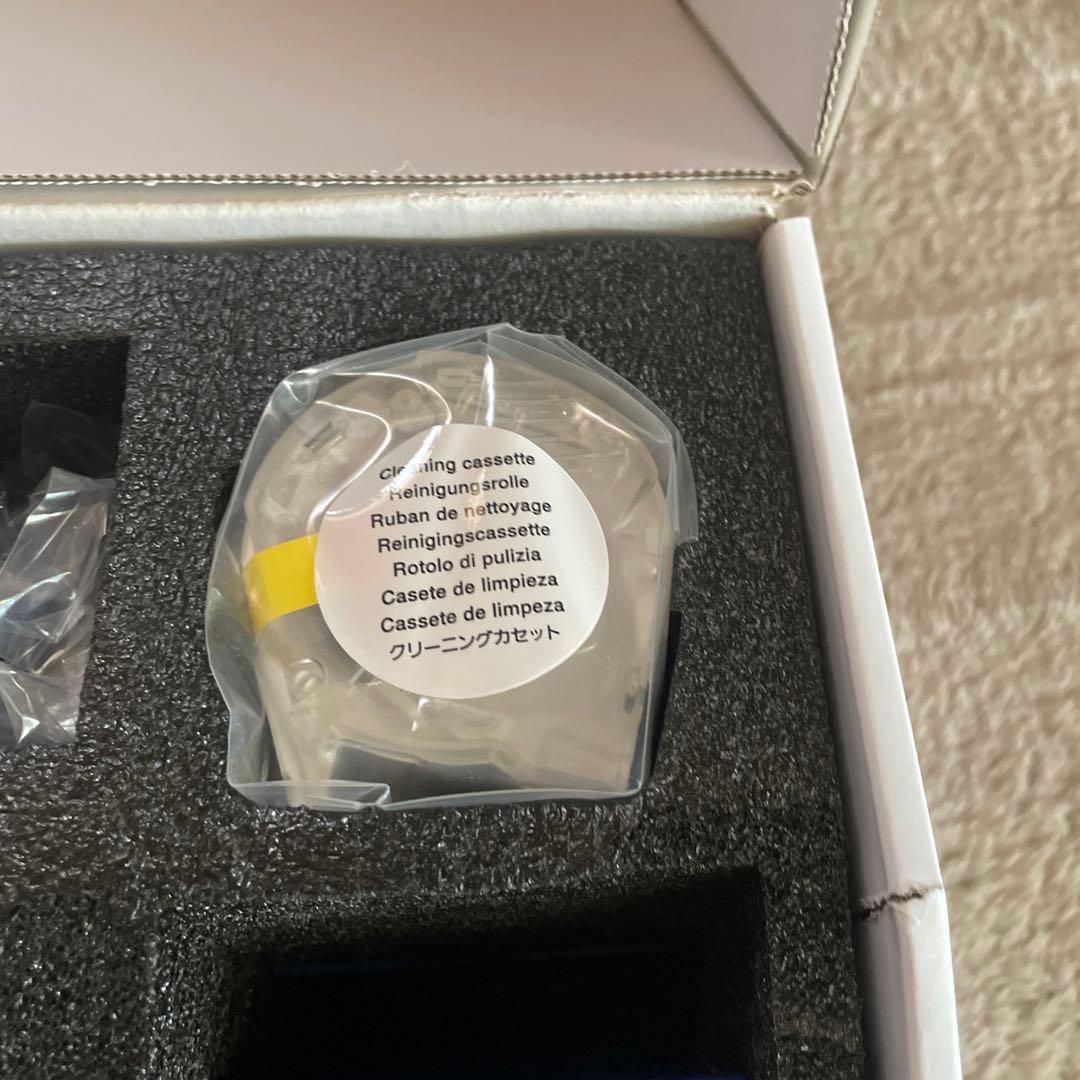 Cleaning cassette
Reinigungsrolle
Ruban de nettoyage
Reinigingscassette
Rotolo di pulizia
Casete de limpieza
Cassete de limpeza
クリーニングカセット